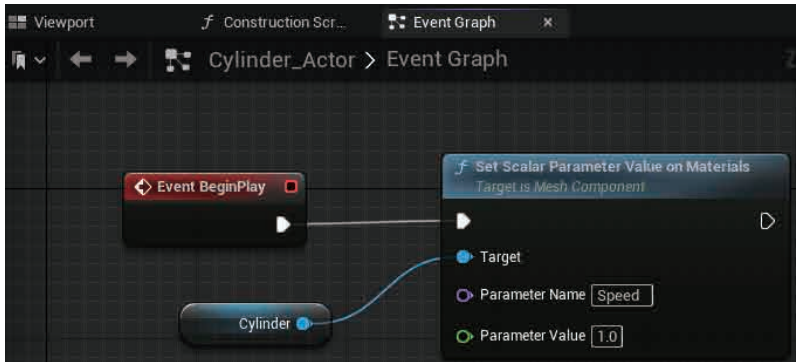 Viewport
Construction Scr...
Event Graph
Cylinder_Actor > Event Graph
Event BeginPlay
Set Scalar Parameter Value on Materials
Target is Mesh Component
Target
Cylinder
Parameter Name Speed
Parameter Value 1.0